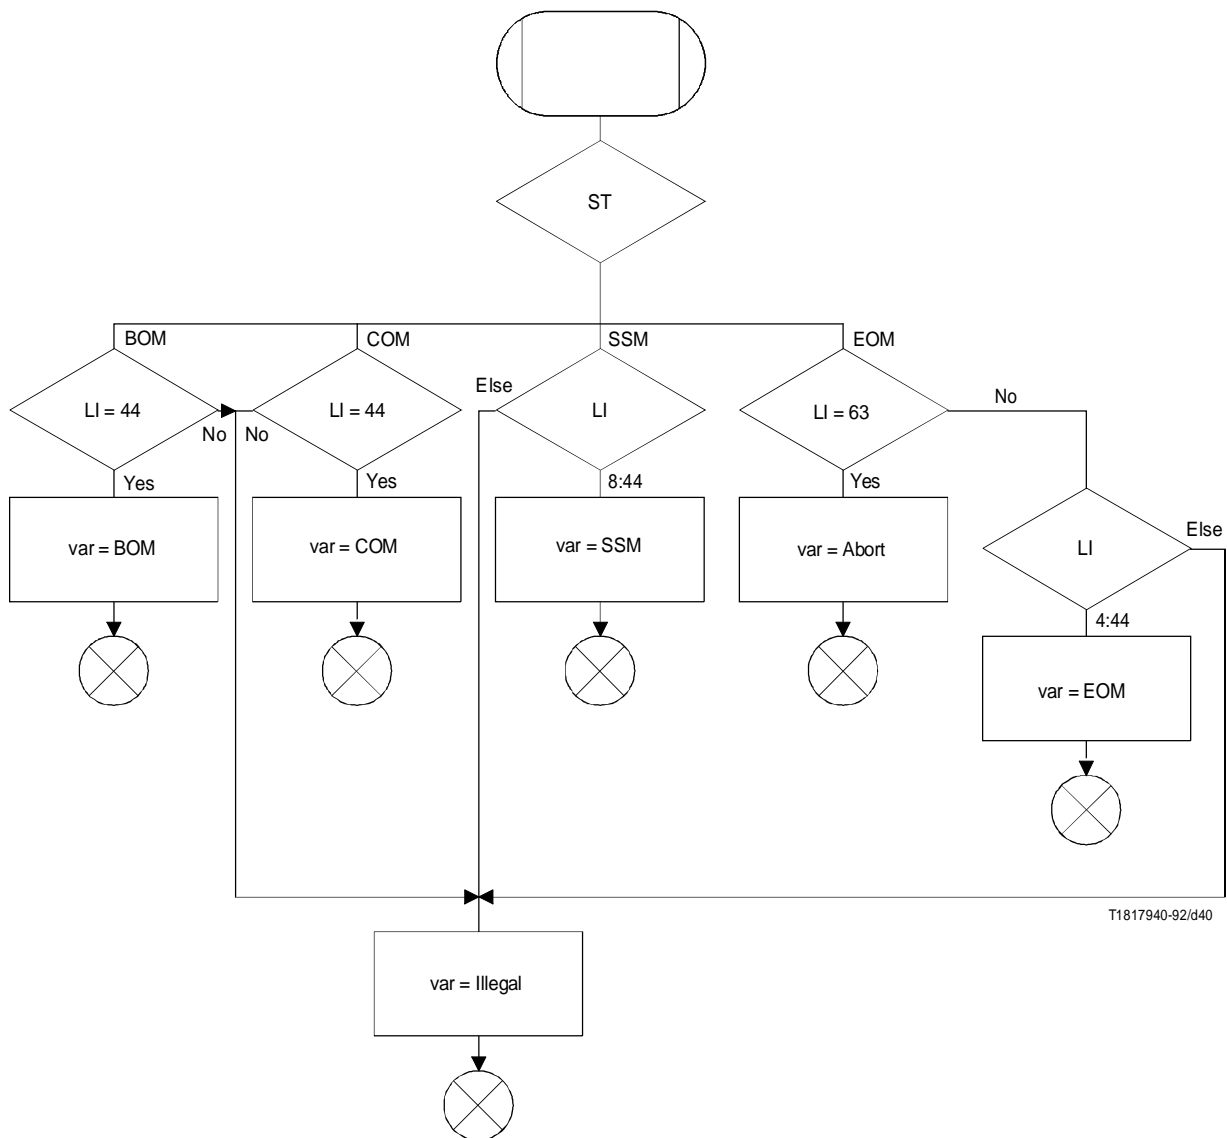 ST
BOM
COM
SSM
EOM
LI = 44
No
Yes
var = BOM
LI = 44
No
Yes
var = COM
Else
LI
8:44
var = SSM
LI = 63
No
Yes
var = Abort
LI
Else
4:44
var = EOM
T1817940-92/d40
var = Illegal